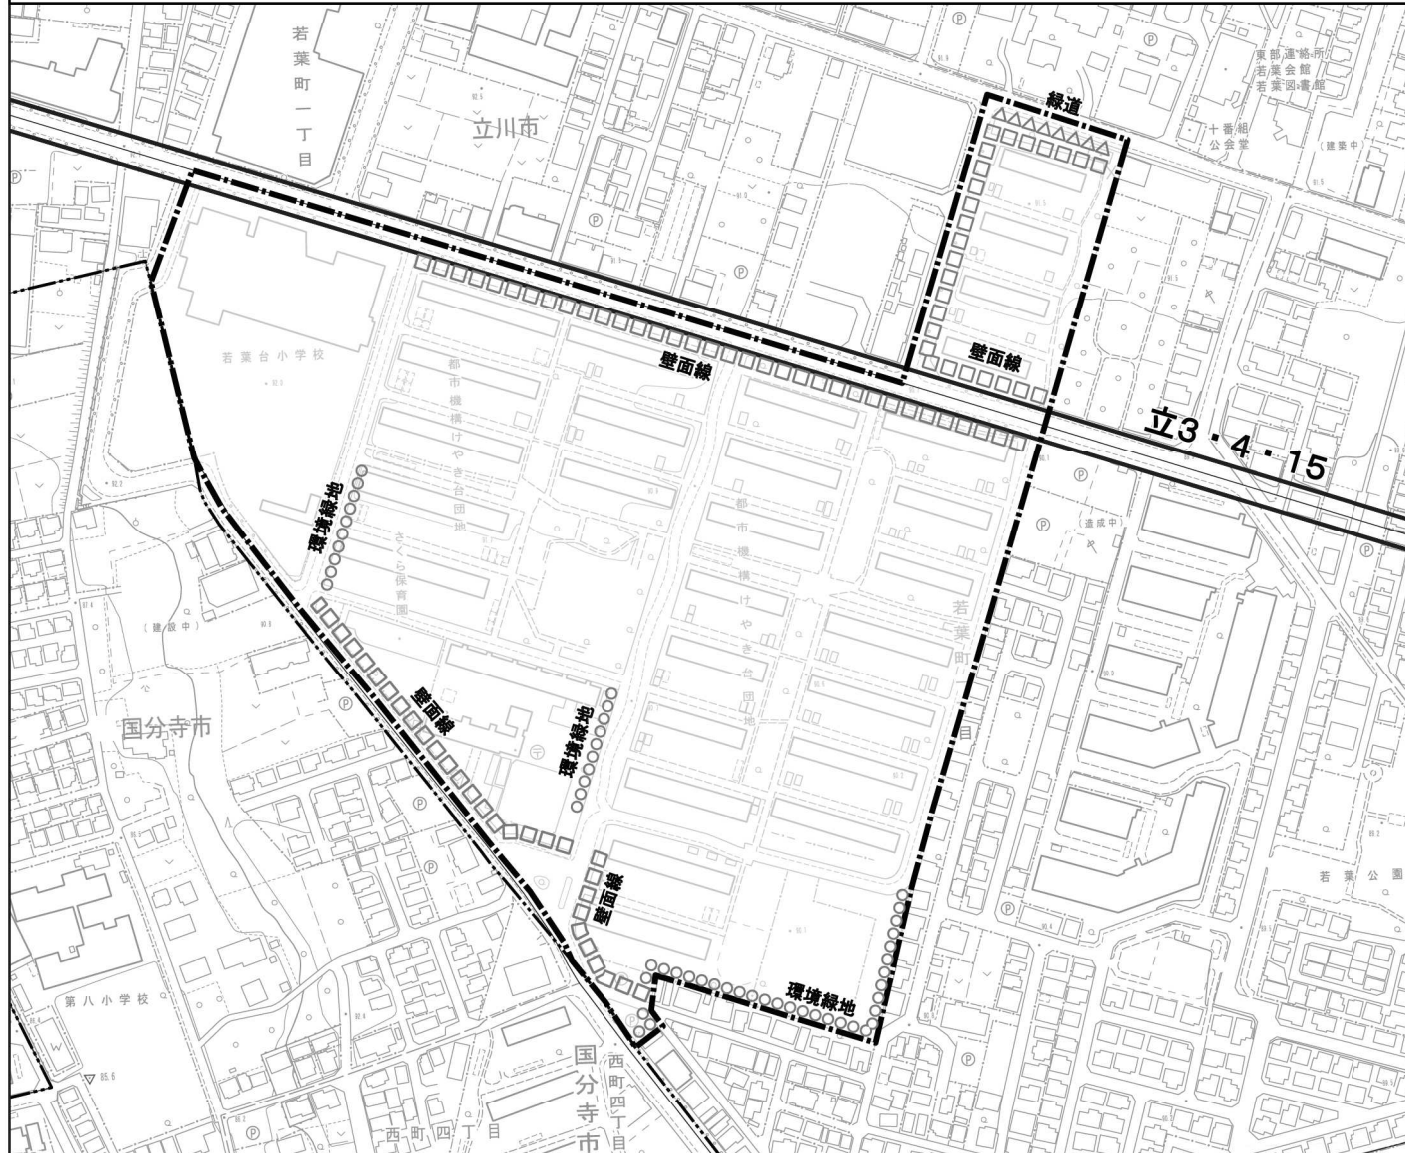 若葉町一丁目
立川市
緑道
東部連絡所
若葉会館
若葉図書館
十番組
公会堂
(建築中)
若葉台小学校
壁面線
壁面線
立3・4・15
都市機構けやき台団地
環境緑地
さくら保育園
都市機構けやき台団地
(造成中)
若葉町
目
(建設中)
公
国分寺市
壁面線
環境緑地
壁面線
若葉公園
環境緑地
第八小学校
85.6
国分寺市
西町四丁目
西町四丁目